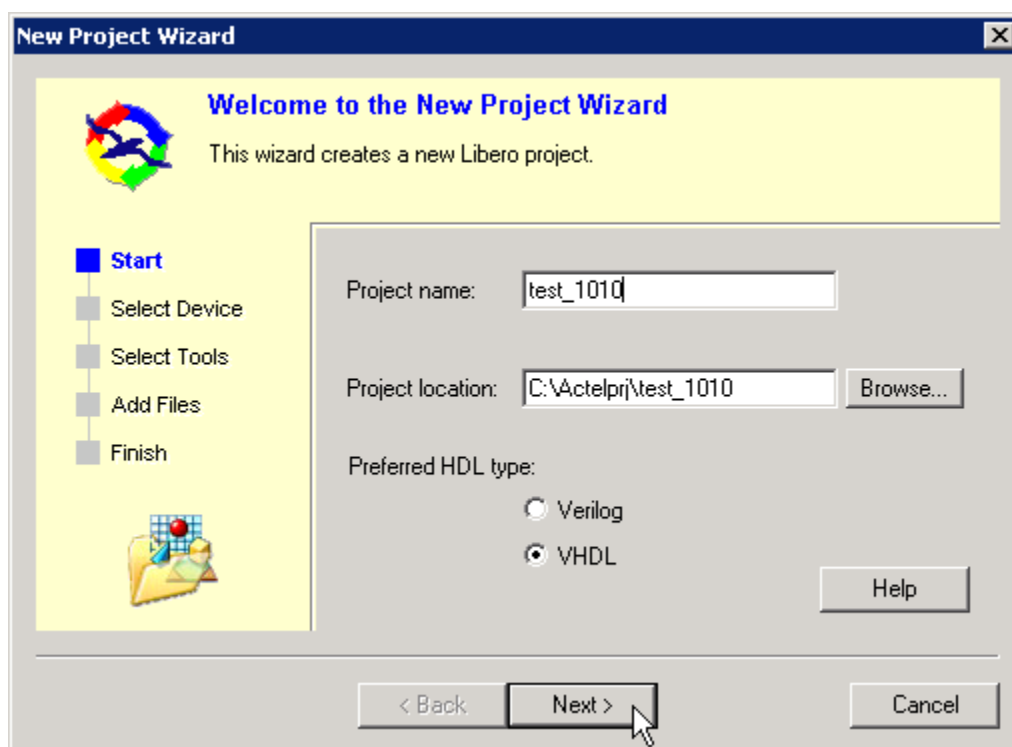 New Project Wizard
Welcome to the New Project Wizard
This wizard creates a new Libero project.
Start
Select Device
Select Tools
Add Files
Finish
Project name: test_1010
Project location: C:\Actelprj\test_1010 Browse...
Preferred HDL type:
Verilog
VHDL
Help
< Back Next > Cancel